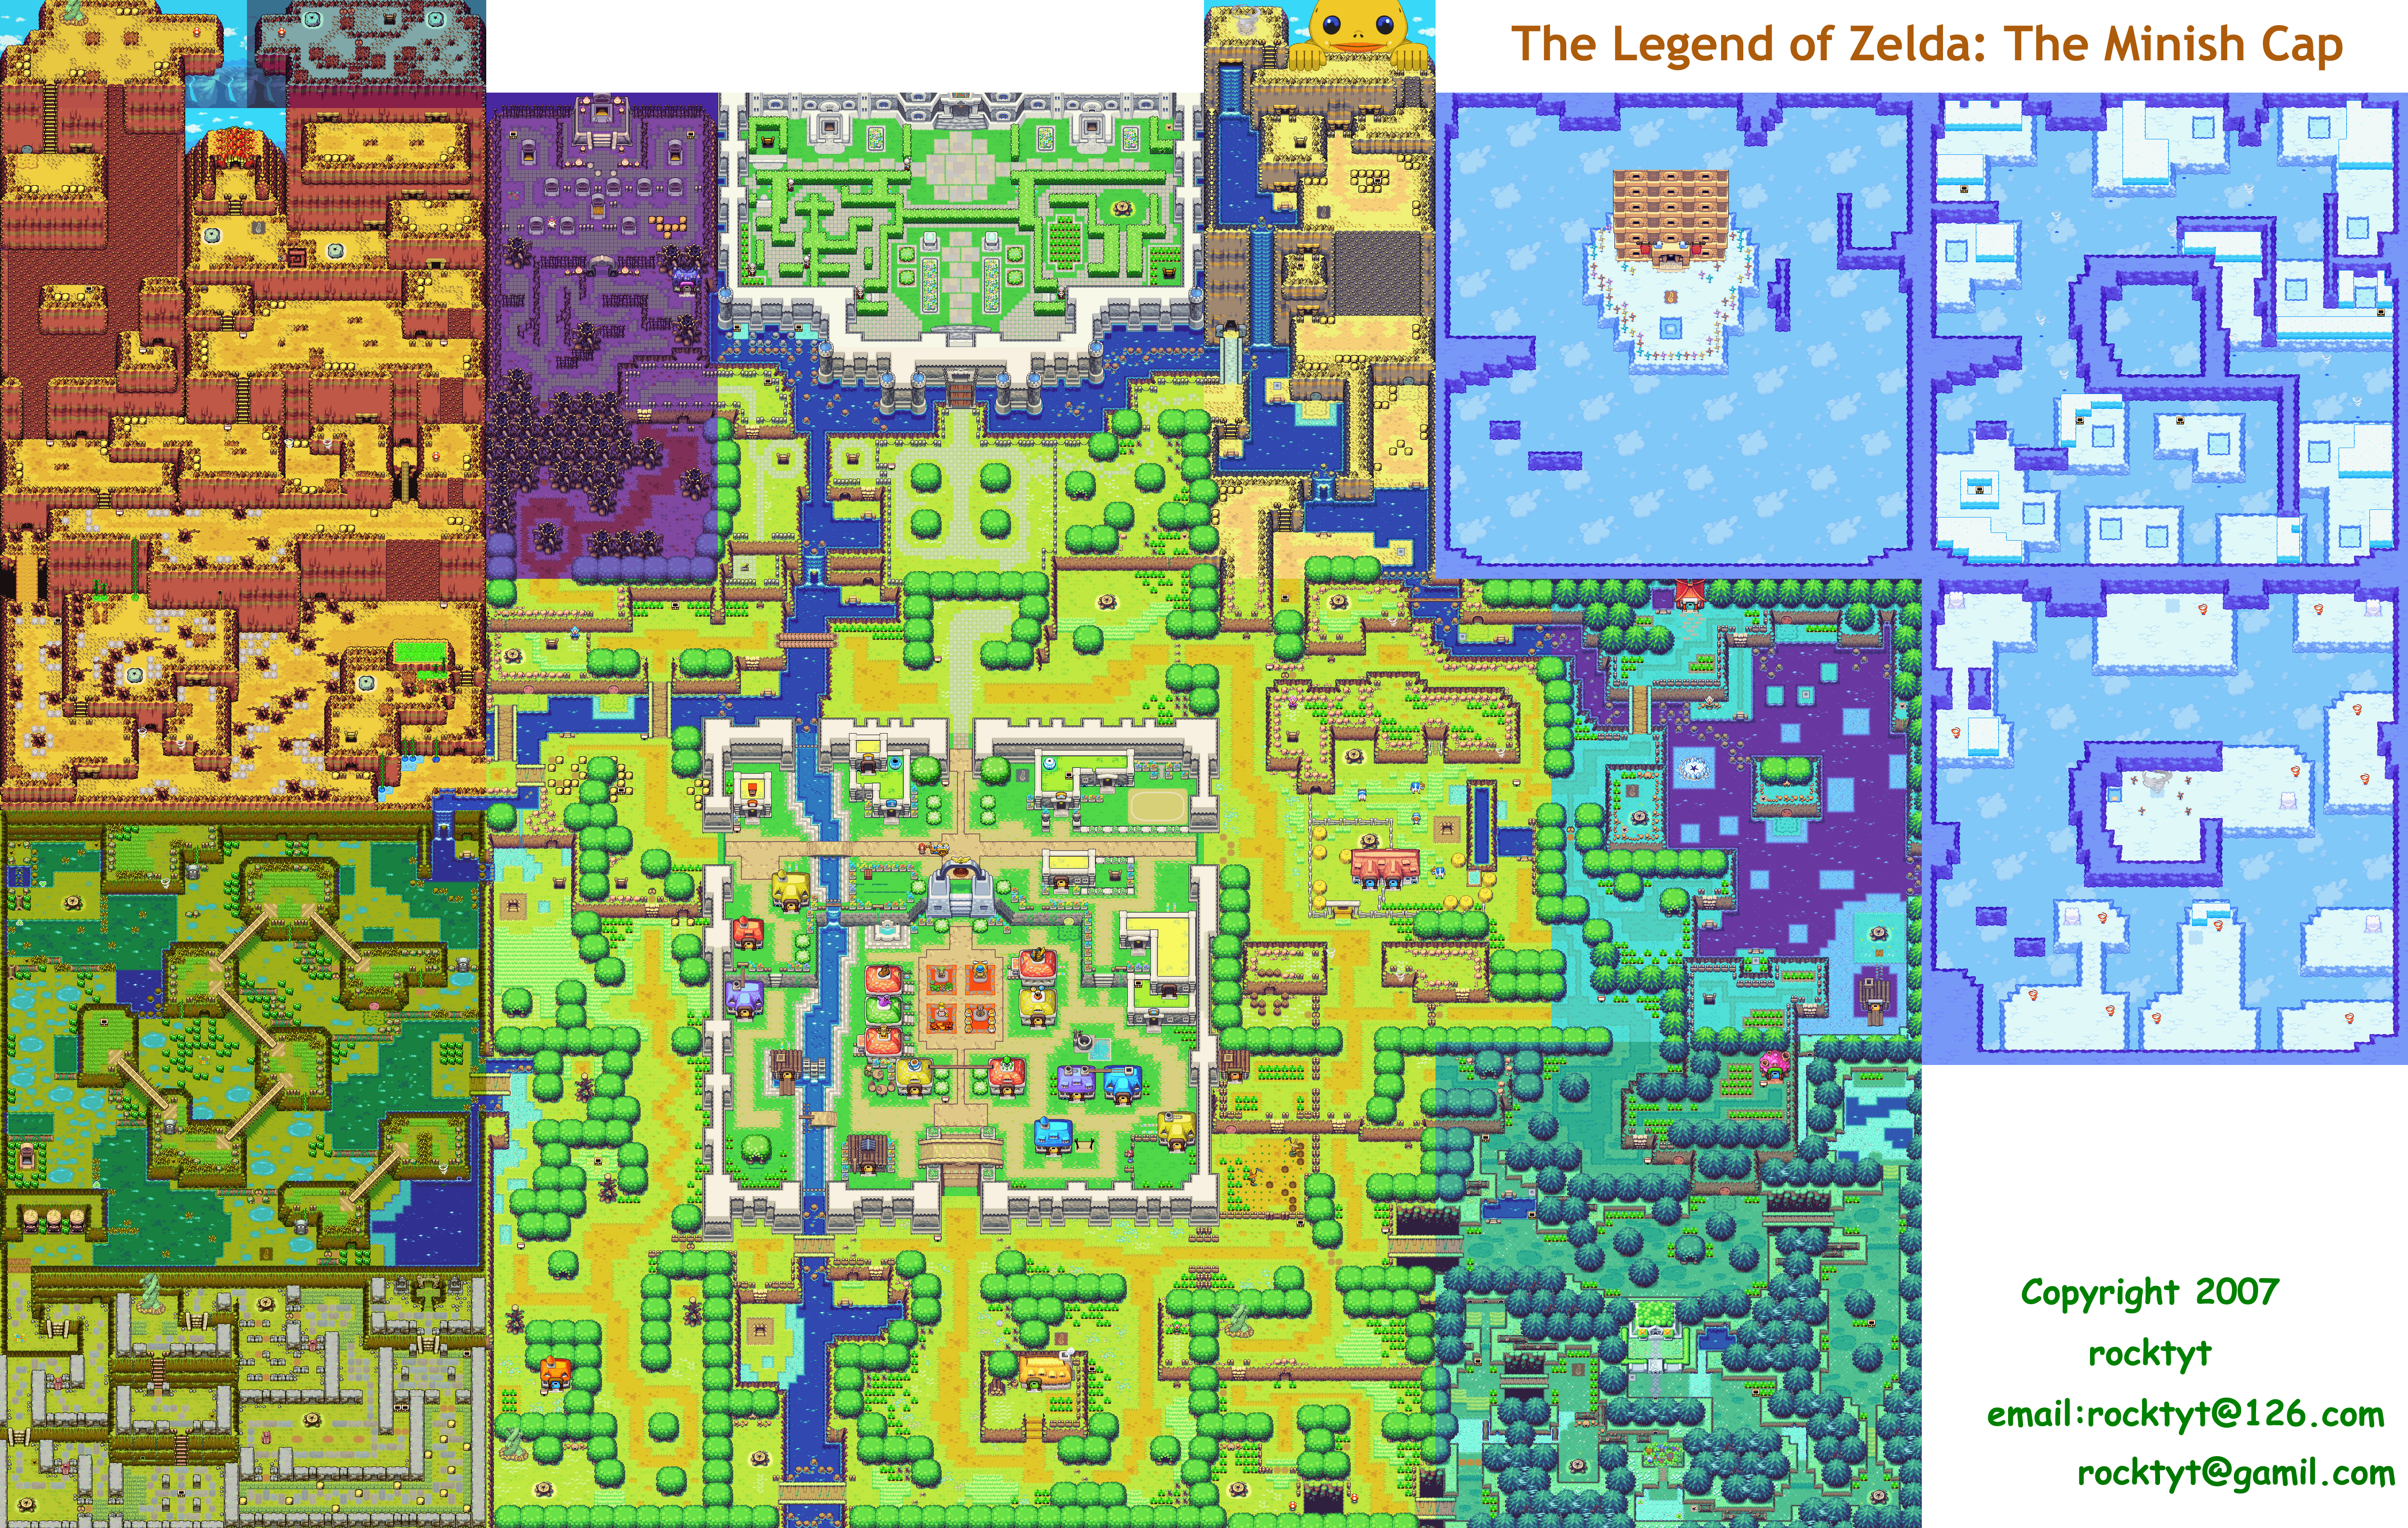 The Legend of Zelda: The Minish Cap
Copyright 2007
rocktyt
email:rocktyt@126.com
rocktyt@gamil.com